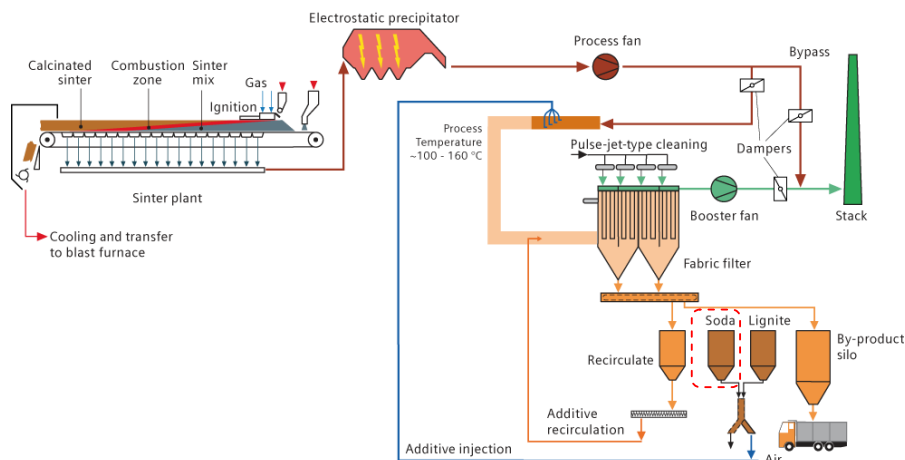 Electrostatic precipitator
Process fan
Bypass
Calcinated
sinter
Combustion
zone
Sinter
mix
Gas
Ignition
Process
Temperature
~100 - 160 °C
Pulse-jet-type cleaning
Dampers
Sinter plant
Booster fan
Stack
Cooling and transfer
to blast furnace
Fabric filter
Soda
Lignite
By-product
silo
Recirculate
Additive
recirculation
Additive injection
Air